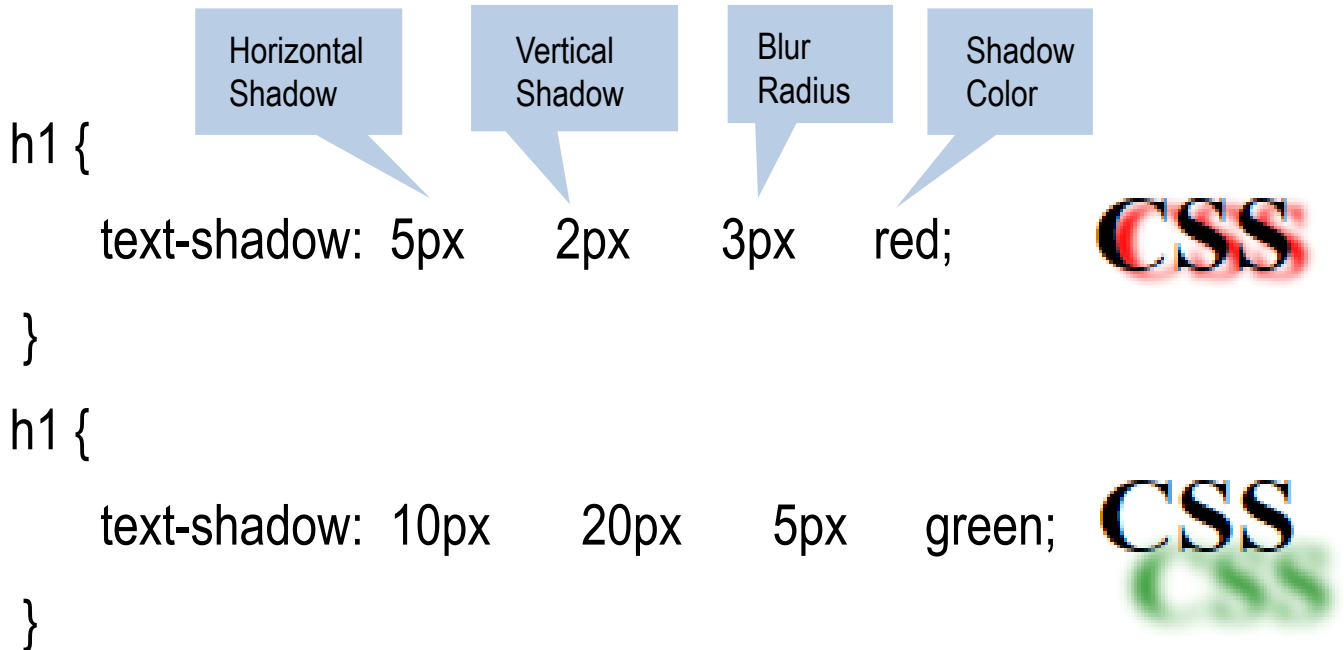 Horizontal
Shadow
Vertical
Shadow
Blur
Radius
Shadow
Color
h1 {
text-shadow: 5px 2px 3px red;
CSS
}
h1 {
text-shadow: 10px 20px 5px green;
CSS
}